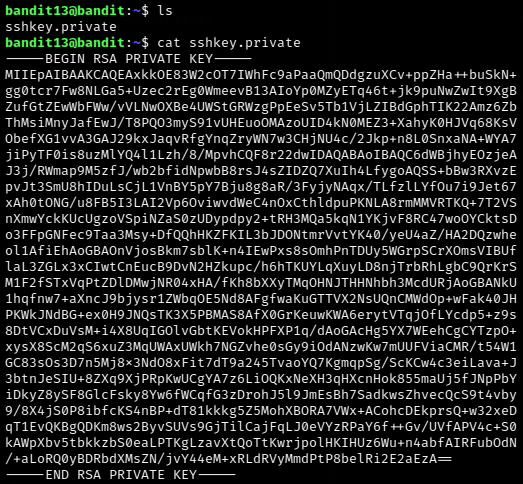 bandit13@bandit:~$ ls
sshkey.private
bandit13@bandit:~$ cat sshkey.private
-----BEGIN RSA PRIVATE KEY-----
MIIEpAIBAAKCAQEAxkkOE83W2cOT7IWhFc9aPaaQmQDdgzuXCv+ppZHa++buSkN+
gg0tcr7Fw8NLGa5+Uzec2rEg0WmeevB13AIoYp0MZyETq46t+jk9puNwZwIt9XgB
ZufGtZEwWbFWw/vVLNwOXBe4UWStGRWzgPpEeSv5Tb1VjLZIBdGphTIK22Amz6Zb
ThMsiMnyJafEwJ/T8PQO3myS91vUHEuoOMAzoUID4kN0MEZ3+XahyK0HJVq68KsV
ObefXG1vvA3GAJ29kxJaqvRfgYnqZryWN7w3CHjNU4c/2Jkp+n8L0SnxaNA+WYA7
jiPyTF0is8uzMlYQ4l1Lzh/8/MpvhCQF8r22dwIDAQABAoIBAQC6dWBjhyEOzjeA
J3j/RWmap9M5zfJ/wb2bfidNpwbB8rsJ4sZIDZQ7XuIh4LfygoAQSS+bBw3RXvzE
pvJt3SmU8hIDuLsCjL1VnBY5pY7Bju8g8aR/3FyjyNAqx/TLfzlLYfOu7i9Jet67
xAh0tONG/u8FB5I3LAI2Vp6OviwvdWeC4nOxCthldpuPKNLA8rmMMVRTKQ+7T2VS
nXmwYckKUcUgzoVSpiNZaS0zUDypdpy2+tRH3MQa5kqN1YKjvF8RC47woOYCktsD
o3FFpGNFec9Taa3Msy+DfQQhHKZFKIL3bJDONtmrVvtYK40/yeU4aZ/HA2DQzwhe
ol1AfiEhAoGBAOnVjosBkm7sblK+n4IEwPxs8sOmhPnTDUy5WGrpSCrXOmsVIBUf
laL3ZGLx3xCIwtCnEucB9DvN2HZkupc/h6hTKUYLqXuyLD8njTrbRhLgbC9QrKrS
M1F2fSTxVqPtZDlDMwjNR04xHA/fKh8bXXyTMqOHNJTHHNhbh3McdURjAoGBANkU
1hqfnw7+aXncJ9bjysr1ZWbqOE5Nd8AFgfwaKuGTTVX2NsUQnCMWdOp+wFak40JH
PKWkJNdBG+ex0H9JNQsTK3X5PBMAS8AfX0GrKeuwKWA6erytVTqjOfLYcdp5+z9s
8DtVCxDuVsM+i4X8UqIGOlvGbtKEVokHPFXP1q/dAoGAcHg5YX7WEehCgCYTzpO+
xysX8ScM2qS6xuZ3MqUWAxUWkh7NGZvhe0sGy9iOdANzwKw7mUUFViaCMR/t54W1
GC83sOs3D7n5Mj8x3NdO8xFit7dT9a245TvaoYQ7KgmqpSg/ScKCw4c3eiLava+J
3btnJeSIU+8ZXq9XjPRpKwUCgYA7z6LiOQKxNeXH3qHXcnHok855maUj5fJNpPbY
iDkyZ8ySF8GlcFsky8Yw6fWCqfG3zDrohJ5l9JmEsBh7SadkwsZhvecQcS9t4vby
9/8X4jS0P8ibfcKS4nBP+dT81kkkg5Z5MohXBORA7VWx+ACohcDEkprsQ+w32xeD
qT1EvQKBgQDKm8ws2ByvSUVs9GjTilCajFqLJ0eVYzRPaY6f++Gv/UVfAPV4c+S0
kAWpXbv5tbkkzbS0eaLPTKgLzavXtQoTtKwrjpolHKIHUz6Wu+n4abfAIRFubOdN
/+aLoRQ0yBDRbdXMsZN/jvY44eM+xRLdRVyMmdPtP8belRi2E2aEzA==
-----END RSA PRIVATE KEY-----